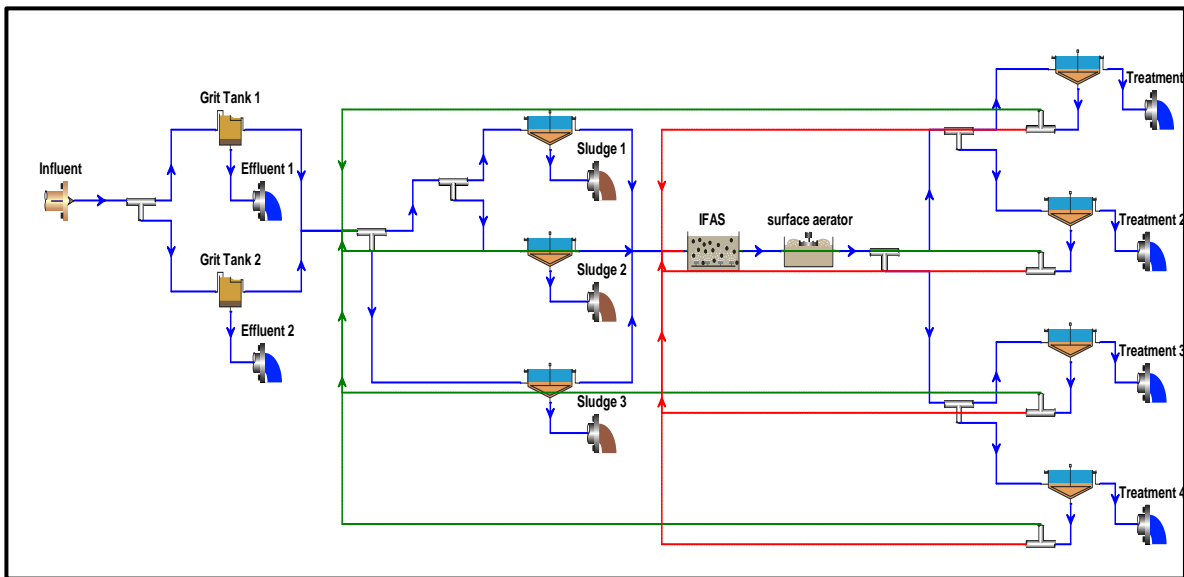 Influent
Grit Tank 1
Effluent 1
Grit Tank 2
Effluent 2
Sludge 1
Sludge 2
Sludge 3
IFAS
surface aerator
Treatment
Treatment 2
Treatment 3
Treatment 4